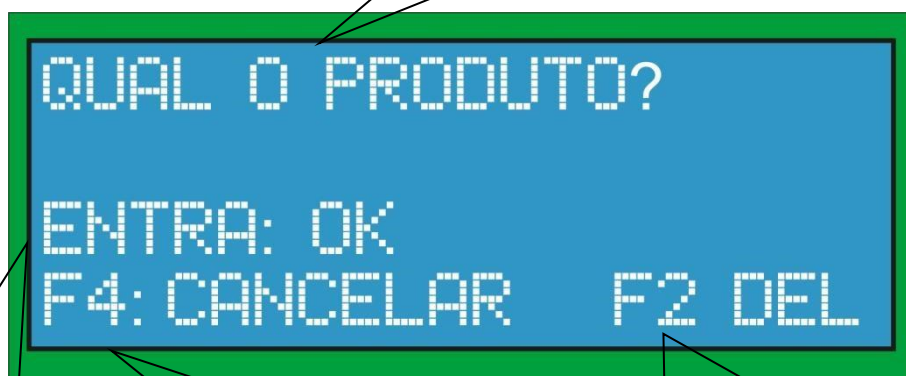 QUAL O PRODUTO?
ENTRA: OK
F4: CANCELAR F2 DEL